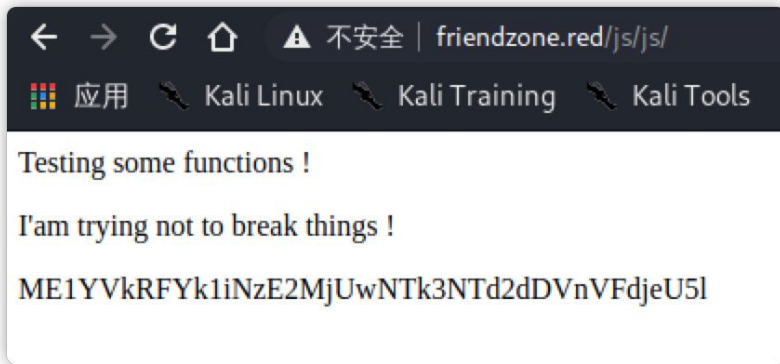 不安全 | friendzone.red/js/js/
应用 Kali Linux Kali Training Kali Tools
Testing some functions !
I'am trying not to break things !
ME1YVkRFYk1iNzE2MjUwNTk3NTd2dDVnVFdjeU5l